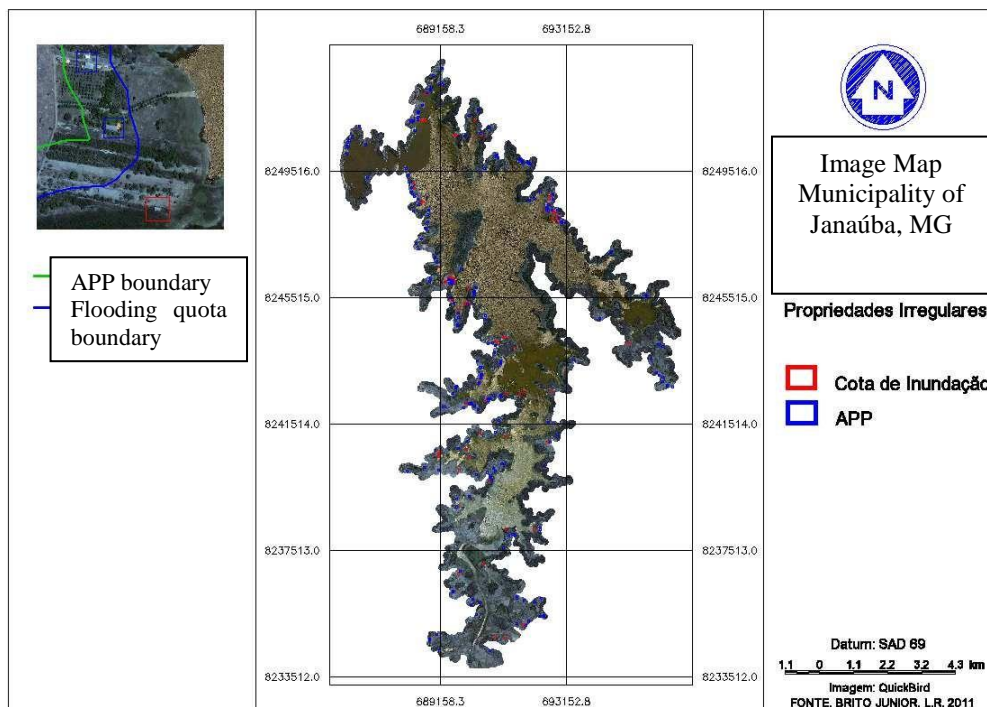 APP boundary
Flooding quota
boundary
689158.3
693152.8
8249516.0
8249516.0
8245515.0
8245515.0
8241514.0
8241514.0
8237513.0
8237513.0
8233512.0
8233512.0
689158.3
693152.8
N
Image Map
Municipality of
Janaúba, MG
Propriedades Irregulares
Cota de Inundação
APP
Datum: SAD 69
1.1 0 1.1 2.2 3.2 4.3 km
Imagem: QuickBird
FONTE. BRITO JUNIOR, L.R. 2011